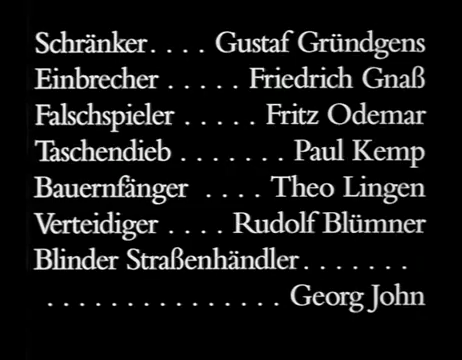 Schränker. . . . Gustaf Gründgens
Einbrecher . . . . . Friedrich Gnaß
Falschspieler . . . . . Fritz Odemar
Taschendieb . . . . . . . Paul Kemp
Bauernfänger . . . . Theo Lingen
Verteidiger . . . . Rudolf Blümner
Blinder Straßenhändler. . . . . . .
. . . . . . . . . . . . . . . Georg John